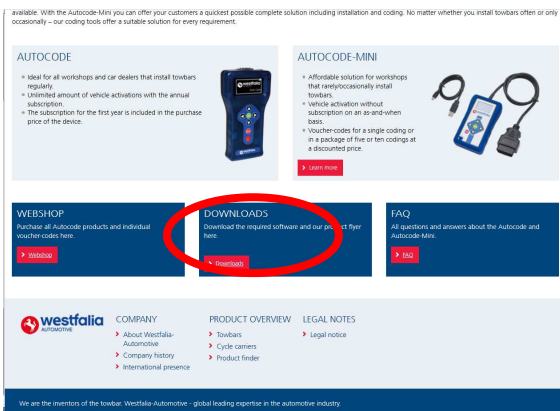 available. With the Autocode-Mini you can offer your customers a quickest possible complete solution including installation and coding. No matter whether you install towbars often or only
occasionally – our coding tools offer a suitable solution for every requirement.
AUTOCODE
Ideal for all workshops and car dealers that install towbars
regularly.
Unlimited amount of vehicle activations with the annual
subscription.
The subscription for the first year is included in the purchase
price of the device.
westfalia
AUTOCODE-MINI
Affordable solution for workshops
that rarely/occasionally install
towbars.
Vehicle activation without
subscription on an as-and-when
basis.
Voucher-codes for a single coding or
in a package of five or ten codings at
a discounted price.
Learn more
WEBSHOP
Purchase all Autocode products and individual
voucher-codes here.
Webshop
DOWNLOADS
Download the required software and our product flyer
here.
Downloads
FAQ
All questions and answers about the Autocode and
Autocode-Mini.
FAQ
westfalia
AUTOMOTIVE
COMPANY
About Westfalia-
Automotive
Company history
International presence
PRODUCT OVERVIEW
Towbars
Cycle carriers
Product finder
LEGAL NOTES
Legal notice
We are the inventors of the towbar. Westfalia-Automotive - global leading expertise in the automotive industry.